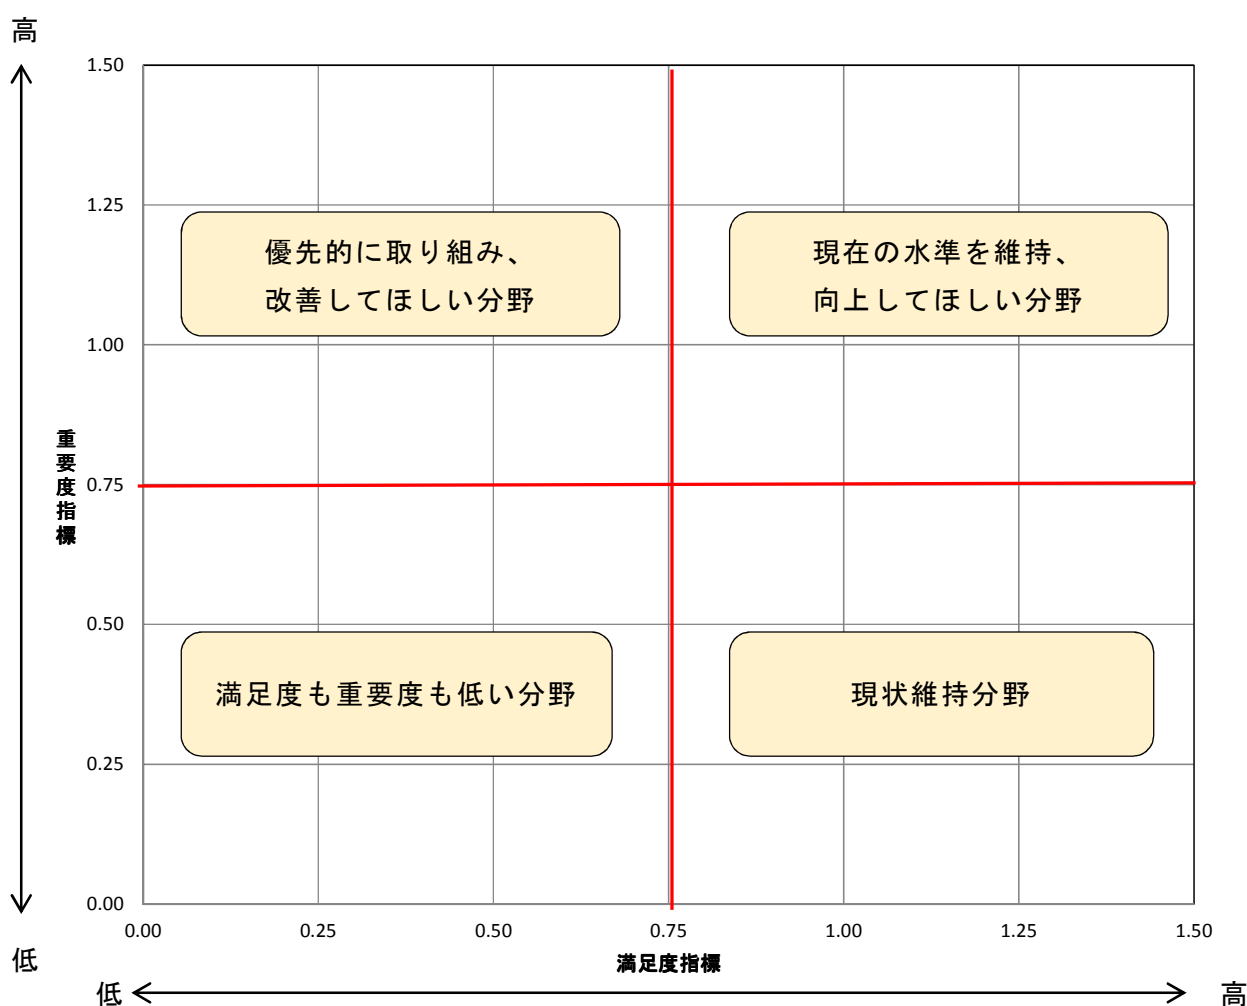 高
1.50
1.25
優先的に取り組み、
改善してほしい分野
現在の水準を維持、
向上してほしい分野
1.00
重要度指標
0.75
0.50
満足度も重要度も低い分野
現状維持分野
0.25
0.00
0.00 0.25 0.50 0.75 1.00 1.25 1.50
低
満足度指標
低
高